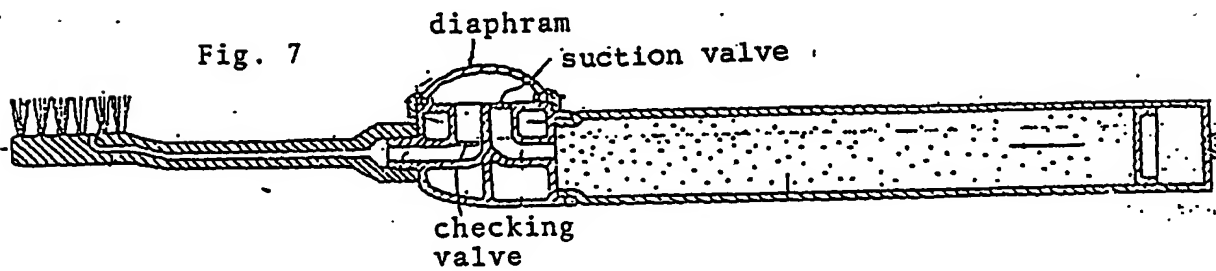 diaphram
Fig. 7
suction valve
checking
valve